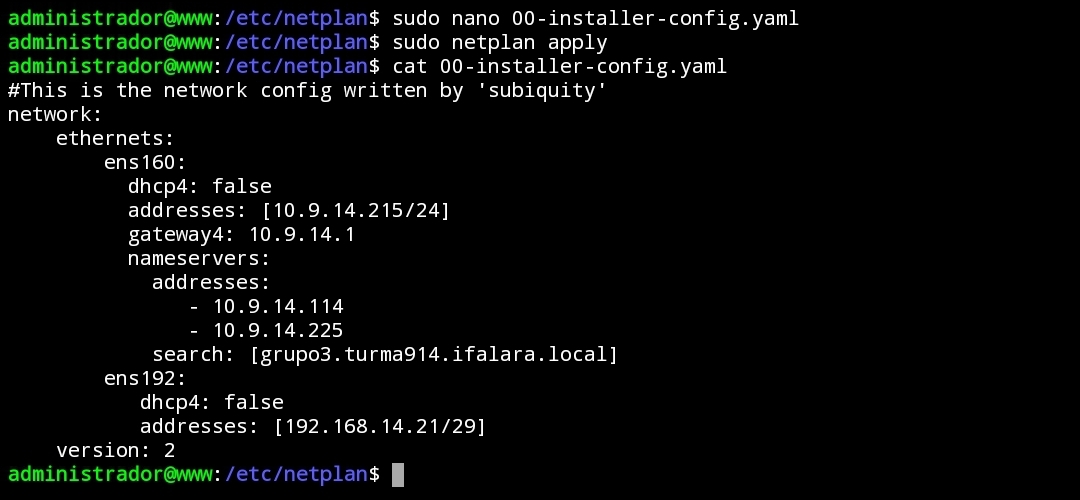 administrador@www:/etc/netplan$ sudo nano 00-installer-config.yaml
administrador@www:/etc/netplan$ sudo netplan apply
administrador@www:/etc/netplan$ cat 00-installer-config.yaml
#This is the network config written by 'subiquity'
network:
    ethernets:
        ens160:
          dhcp4: false
          addresses: [10.9.14.215/24]
          gateway4: 10.9.14.1
          nameservers:
            addresses:
               - 10.9.14.114
               - 10.9.14.225
            search: [grupo3.turma914.ifalara.local]
        ens192:
           dhcp4: false
           addresses: [192.168.14.21/29]
    version: 2
administrador@www:/etc/netplan$